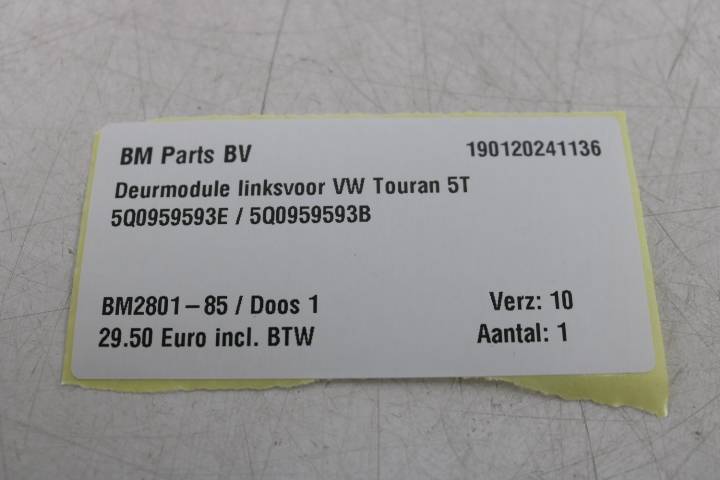 BM Parts BV 190120241136
Deurmodule linksvoor VW Touran 5T
5Q0959593E / 5Q0959593B
BM2801-85 / Doos 1 Verz: 10
29.50 Euro incl. BTW Aantal: 1